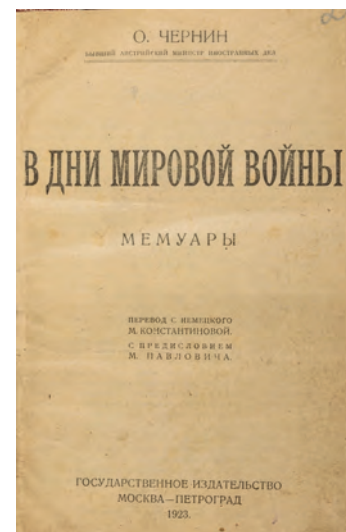 О. ЧЕРНИН
БЫВШИЙ АВСТРИЙСКИЙ МИНИСТР ИНОСТРАННЫХ ДЕЛ
В ДНИ МИРОВОЙ ВОЙНЫ
МЕМУАРЫ
ПЕРЕВОД С НЕМЕЦКОГО
М. КОНСТАНТИНОВОЙ.
С ПРЕДИСЛОВИЕМ
М. ПАВЛОВИЧА.
ГОСУДАРСТВЕННОЕ ИЗДАТЕЛЬСТВО
МОСКВА—ПЕТРОГРАД
1923.